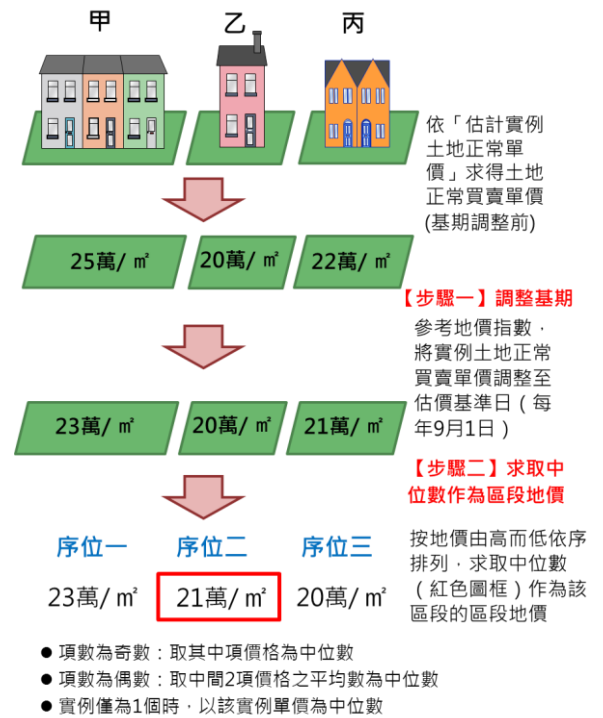 甲 乙 丙
依「估計實例
土地正常單
價」求得土地
正常買賣單價
(基期調整前)
25萬/ ㎡ 20萬/ ㎡ 22萬/ ㎡
【步驟一】調整基期
參考地價指數，
將實例土地正常
買賣單價調整至
估價基準日（每
年9月1日）
23萬/ ㎡ 20萬/ ㎡ 21萬/ ㎡
【步驟二】求取中
位數作為區段地價
按地價由高而低依序
排列，求取中位數
（紅色圖框）作為該
區段的區段地價
序位一 序位二 序位三
23萬/ ㎡ 21萬/ ㎡ 20萬/ ㎡
● 項數為奇數：取其中項價格為中位數
● 項數為偶數：取中間2項價格之平均數為中位數
● 實例僅為1個時，以該實例單價為中位數